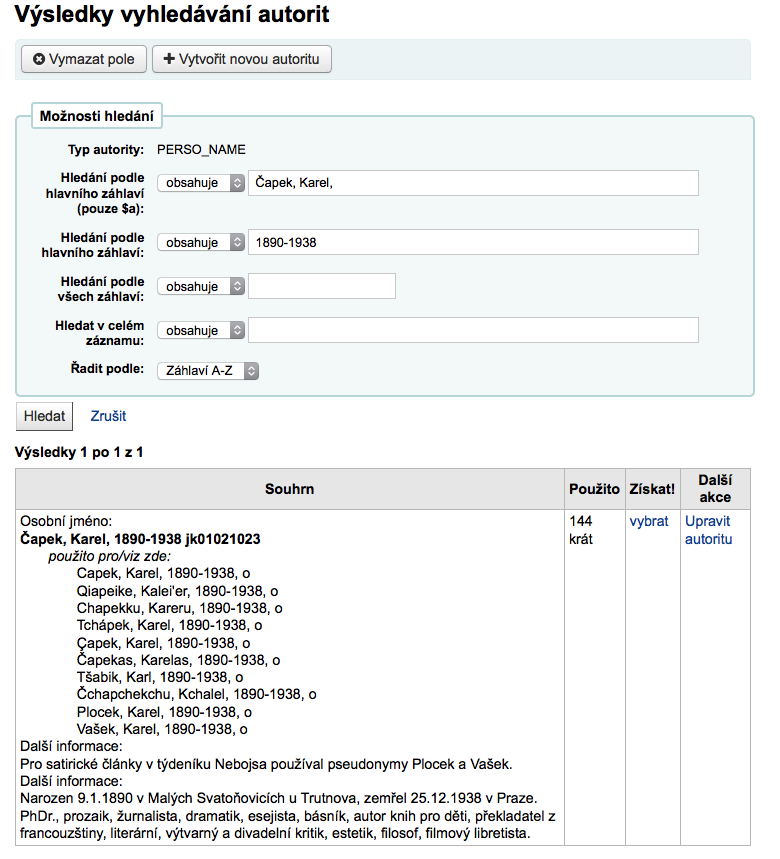 Výsledky vyhledávání autorit
Vymazat pole
Vytvořit novou autoritu
Možnosti hledání
Typ autority: PERSO_NAME
Hledání podle
hlavního záhlaví
(pouze $a):
obsahuje
Čapek, Karel,
Hledání podle
hlavního záhlaví:
obsahuje
1890-1938
Hledání podle
všech záhlaví:
obsahuje
Hledat v celém
záznamu:
obsahuje
Řadit podle:
Záhlaví A-Z
Hledat
Zrušit
Výsledky 1 po 1 z 1
Souhrn
Použito
Získat!
Další
akce
Osobní jméno:
Čapek, Karel, 1890-1938 jk01021023
použito pro/viz zde:
Capek, Karel, 1890-1938, o
Qiapeike, Kalei'er, 1890-1938, o
Chapekku, Kareru, 1890-1938, o
Tchápek, Karel, 1890-1938, o
Çapek, Karel, 1890-1938, o
Čapekas, Karelas, 1890-1938, o
Tšabik, Karl, 1890-1938, o
Čchapchekchu, Kchalel, 1890-1938, o
Plocek, Karel, 1890-1938, o
Vašek, Karel, 1890-1938, o
Další informace:
Pro satirické články v týdeníku Nebojsa používal pseudonymy Plocek a Vašek.
Další informace:
Narozen 9.1.1890 v Malých Svatoňovicích u Trutnova, zemřel 25.12.1938 v Praze.
PhDr., prozaik, žurnalista, dramatik, esejista, básník, autor knih pro děti, překladatel z
francouzštiny, literární, výtvarný a divadelní kritik, estetik, filosof, filmový libretista.
144
krát
vybrat
Upravit
autoritu